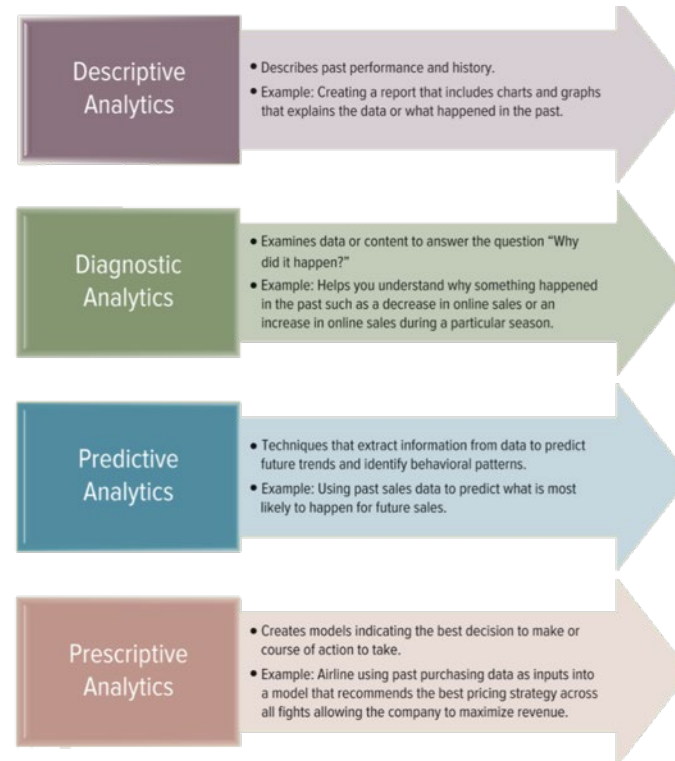 Descriptive
Analytics
• Describes past performance and history.
• Example: Creating a report that includes charts and graphs
that explains the data or what happened in the past.
Diagnostic
Analytics
• Examines data or content to answer the question “Why
did it happen?”
• Example: Helps you understand why something happened
in the past such as a decrease in online sales or an
increase in online sales during a particular season.
Predictive
Analytics
• Techniques that extract information from data to predict
future trends and identify behavioral patterns.
• Example: Using past sales data to predict what is most
likely to happen for future sales.
Prescriptive
Analytics
• Creates models indicating the best decision to make or
course of action to take.
• Example: Airline using past purchasing data as inputs into
a model that recommends the best pricing strategy across
all fights allowing the company to maximize revenue.